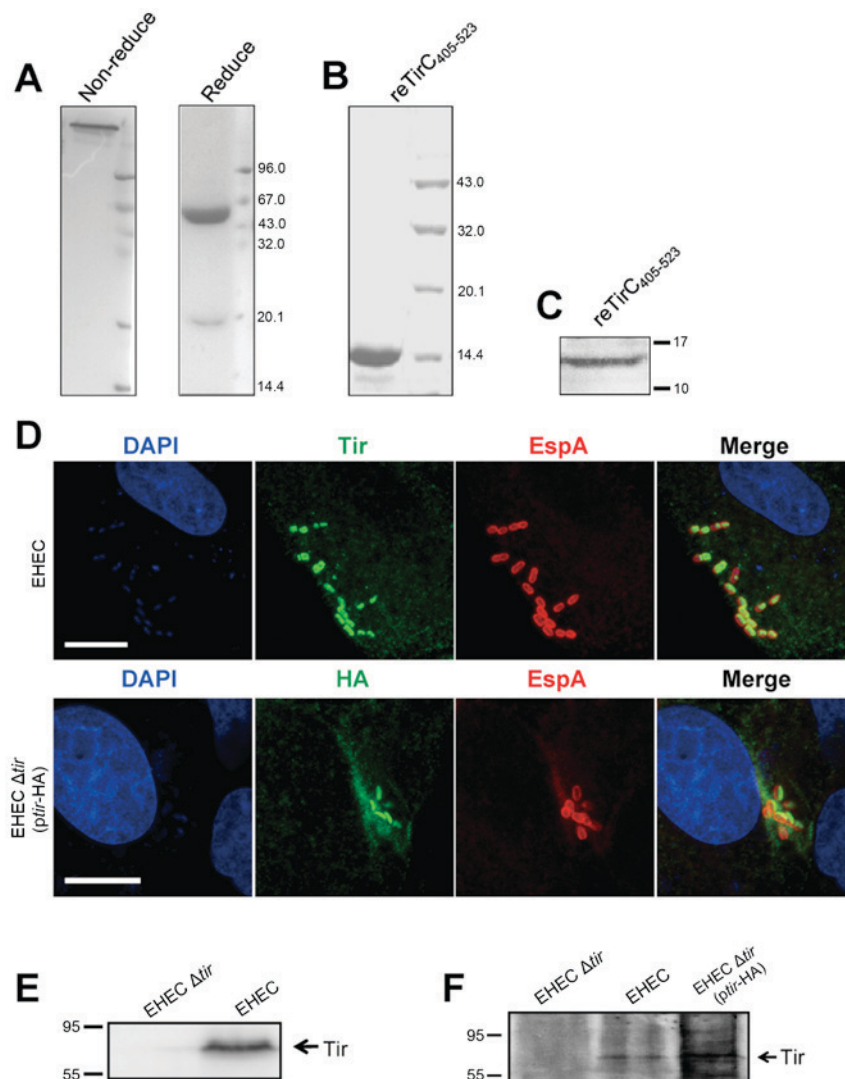 A
Non-reduce
Reduce
96.0
67.0
43.0
32.0
20.1
14.4
B
reTirC405-523
43.0
32.0
20.1
14.4
C
reTirC405-523
17
10
D
DAPI
Tir
EspA
Merge
EHEC
DAPI
HA
EspA
Merge
EHEC Δtir
(ptir-HA)
E
EHEC Δtir
EHEC
95
55
Tir
F
EHEC Δtir
EHEC
EHEC Δtir
(ptir-HA)
95
55
Tir